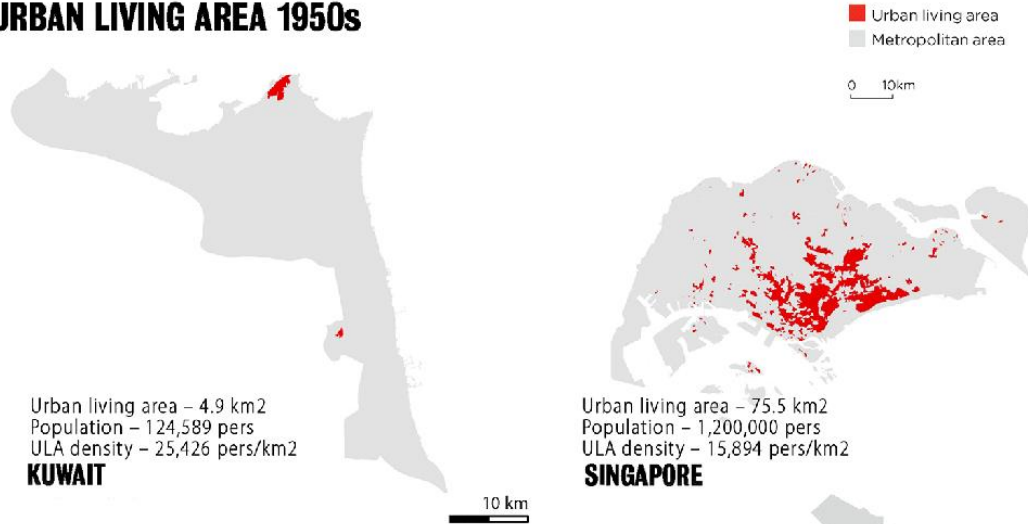 URBAN LIVING AREA 1950s
Urban living area
Metropolitan area
0 10km
Urban living area – 4.9 km2
Population – 124,589 pers
ULA density – 25,426 pers/km2
KUWAIT
10 km
Urban living area – 75.5 km2
Population – 1,200,000 pers
ULA density – 15,894 pers/km2
SINGAPORE